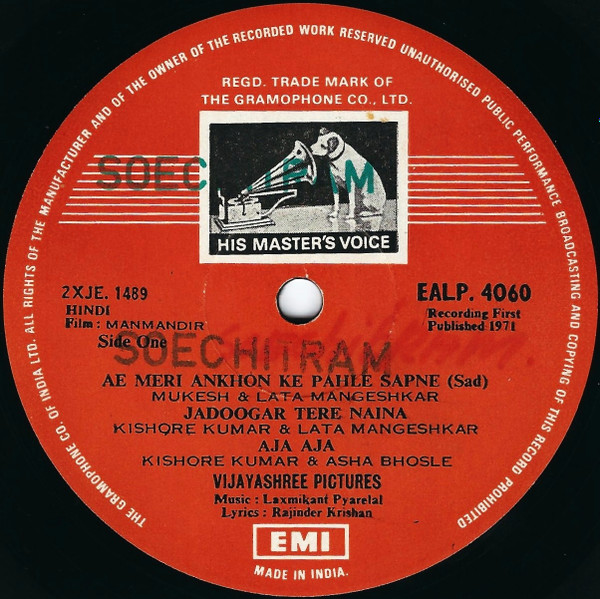 THE GRAMOPHONE CO. OF INDIA LTD. ALL RIGHTS OF THE MANUFACTURER AND OF THE OWNER OF THE RECORDED WORK RESERVED UNAUTHORISED PUBLIC PERFORMANCE BROADCASTING AND COPYING OF THIS RECORD PROHIBITED
REGD. TRADE MARK OF
THE GRAMOPHONE CO., LTD.
HIS MASTER'S VOICE
2XJE. 1489
EALP. 4060
HINDI
Recording First
Film : MANMANDIR
Published 1971
Side One
SOECHITRAM
AE MERI ANKHON KE PAHLE SAPNE (Sad)
MUKESH & LATA MANGESHKAR
JADOOGAR TERE NAINA
KISHORE KUMAR & LATA MANGESHKAR
AJA AJA
KISHORE KUMAR & ASHA BHOSLE
VIJAYASHREE PICTURES
Music : Laxmikant Pyarelal
Lyrics : Rajinder Krishan
EMI
MADE IN INDIA.